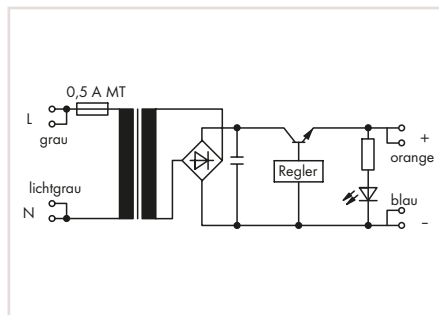 0,5 A MT
L
grau
lichtgrau
N
Regler
+
orange
blau
–